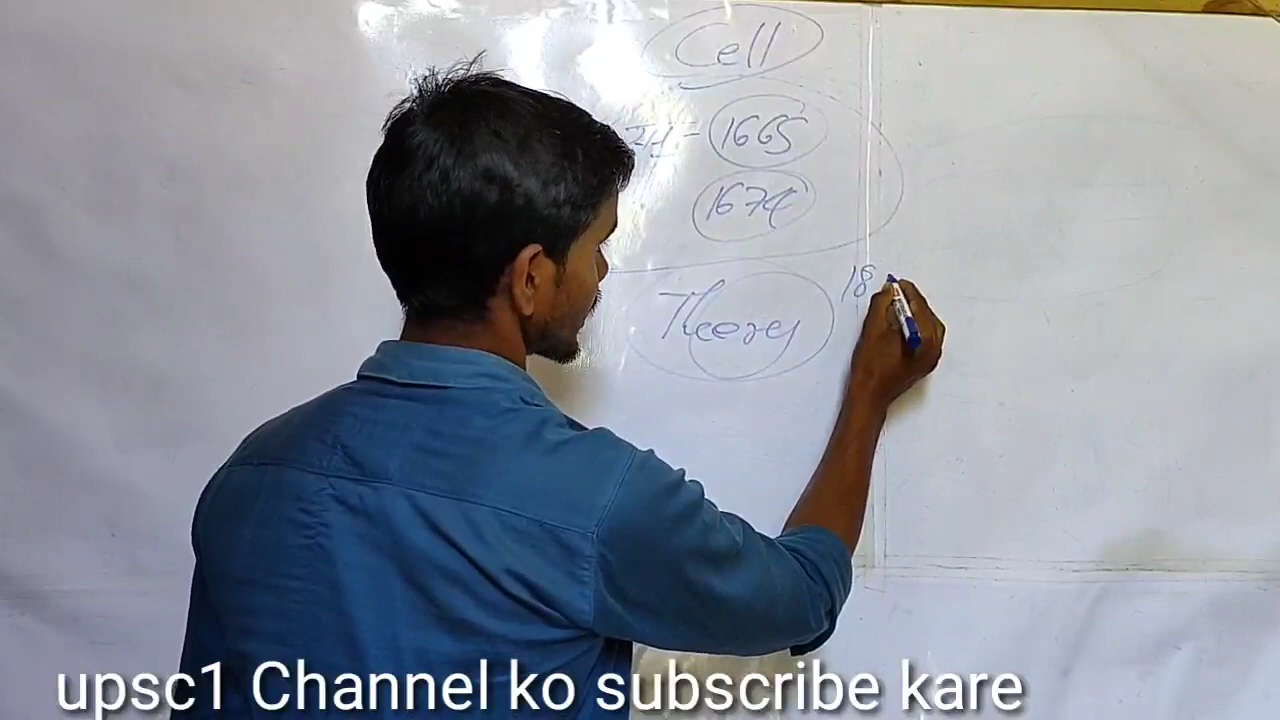 Cell
= 1665
1674
Theory
18
upsc1 Channel ko subscribe kare